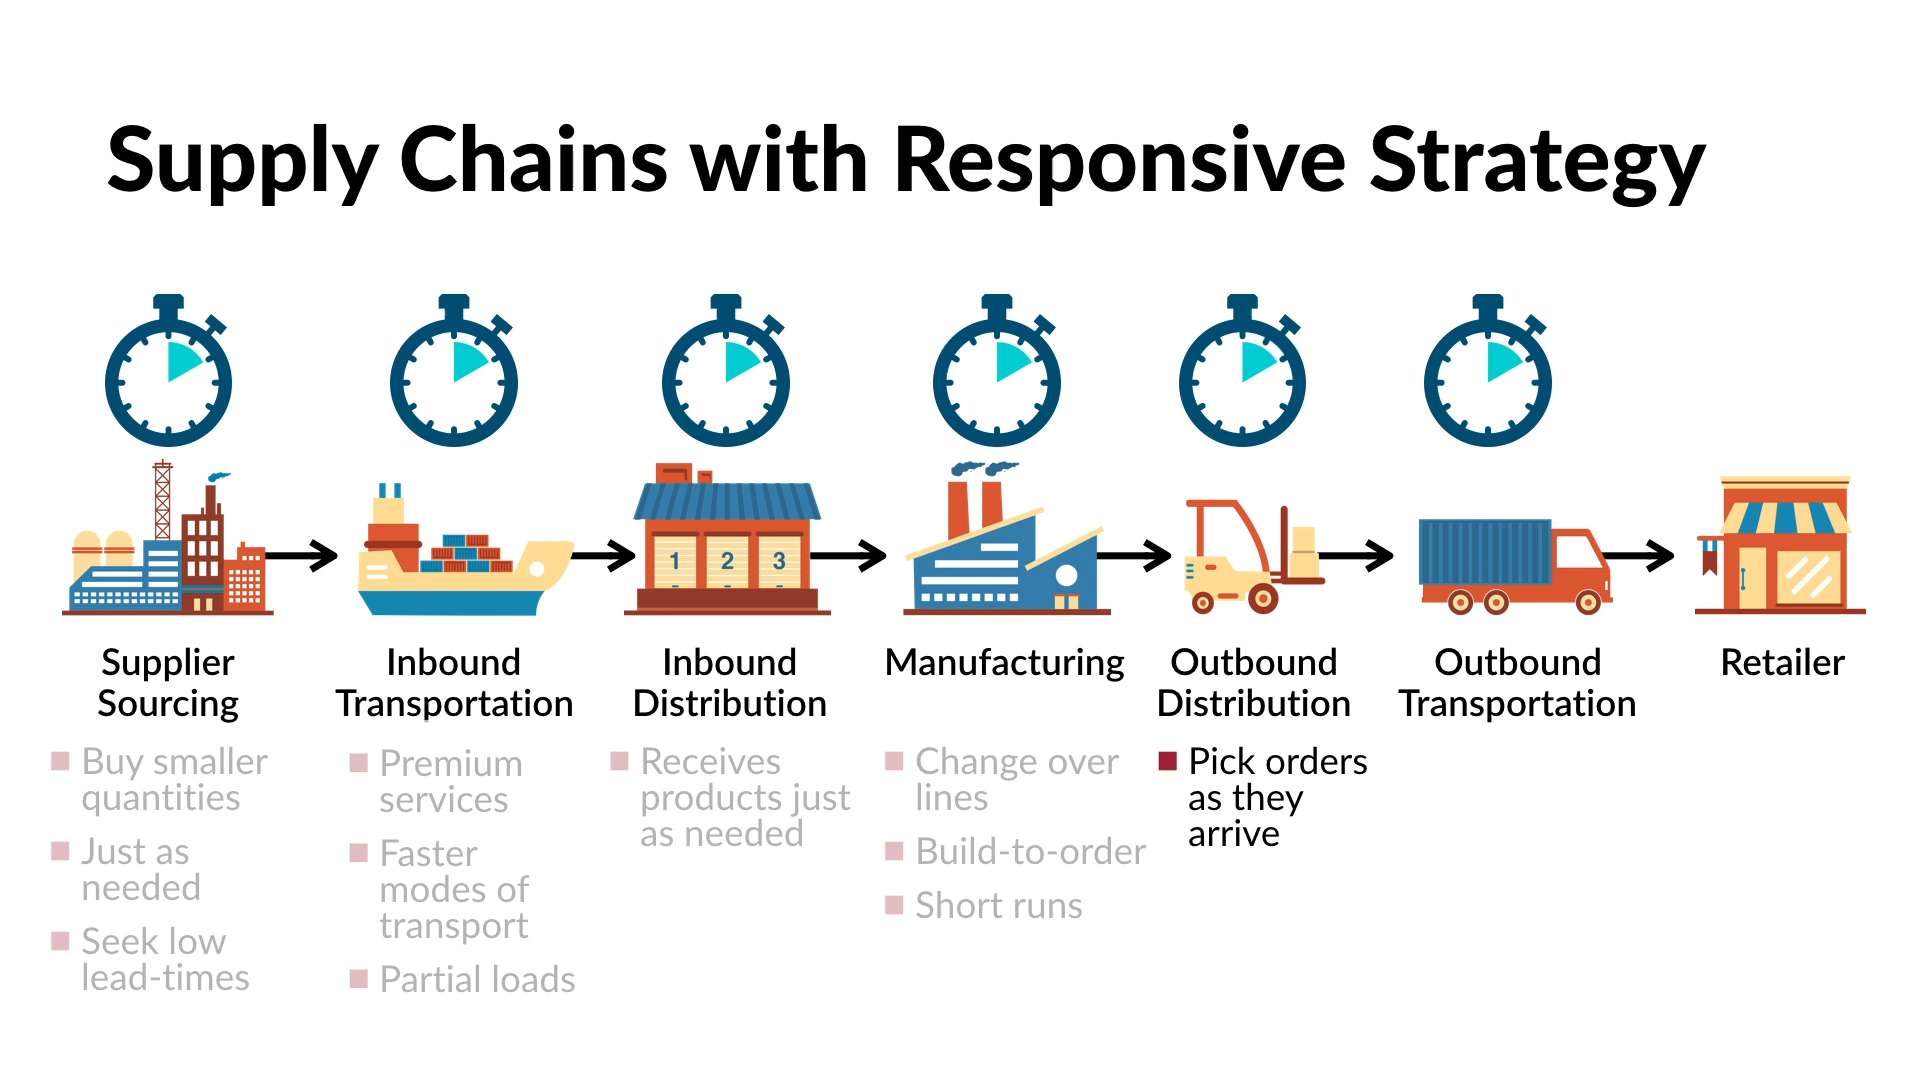 Supply Chains with Responsive Strategy
1 2 3
Supplier
Sourcing
Buy smaller
quantities
Just as
needed
Seek low
lead-times
Inbound
Transportation
Premium
services
Faster
modes of
transport
Partial loads
Inbound
Distribution
Receives
products just
as needed
Manufacturing
Change over
lines
Build-to-order
Short runs
Outbound
Distribution
Pick orders
as they
arrive
Outbound
Transportation
Retailer